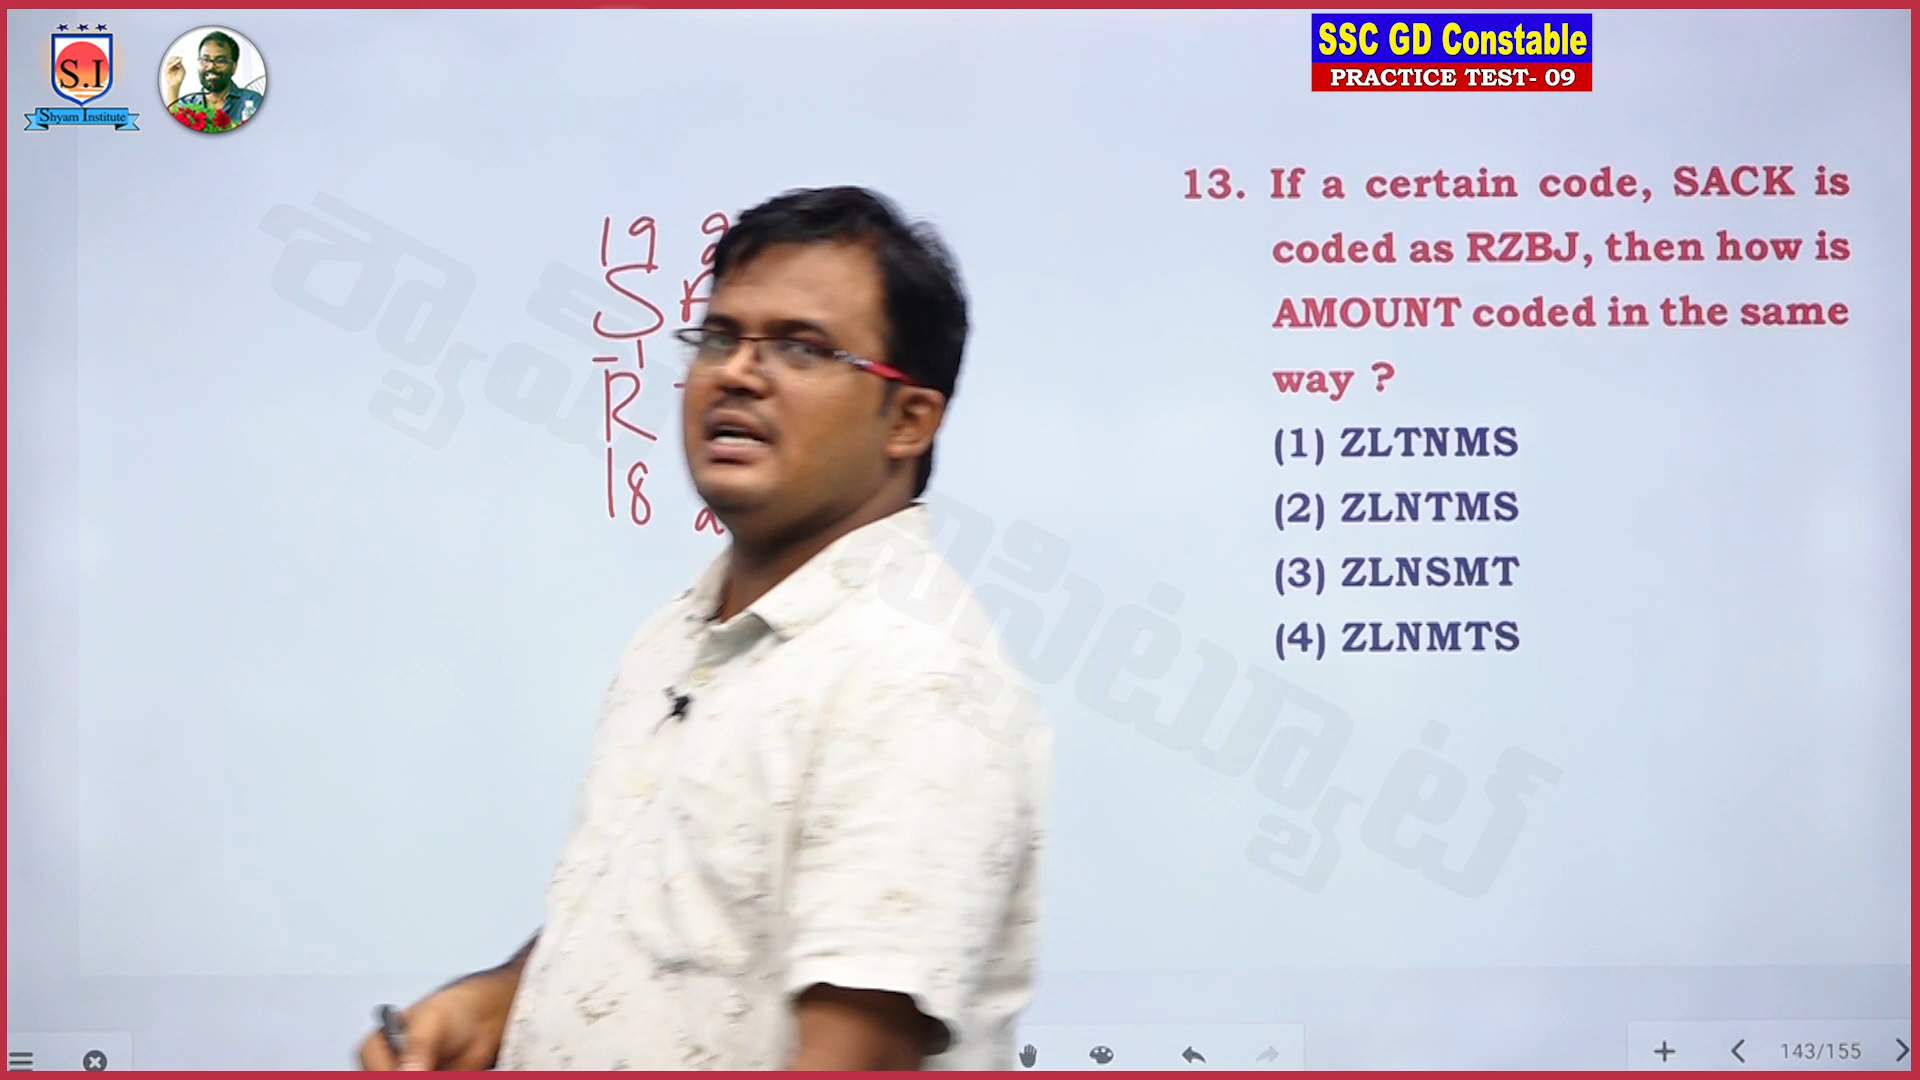 S.I
Shyam Institute
SSC GD Constable
PRACTICE TEST- 09
13. If a certain code, SACK is
coded as RZBJ, then how is
AMOUNT coded in the same
way ?
(1) ZLTNMS
(2) ZLNTMS
(3) ZLNSMT
(4) ZLNMTS
19
S
-1
R
18
143/155